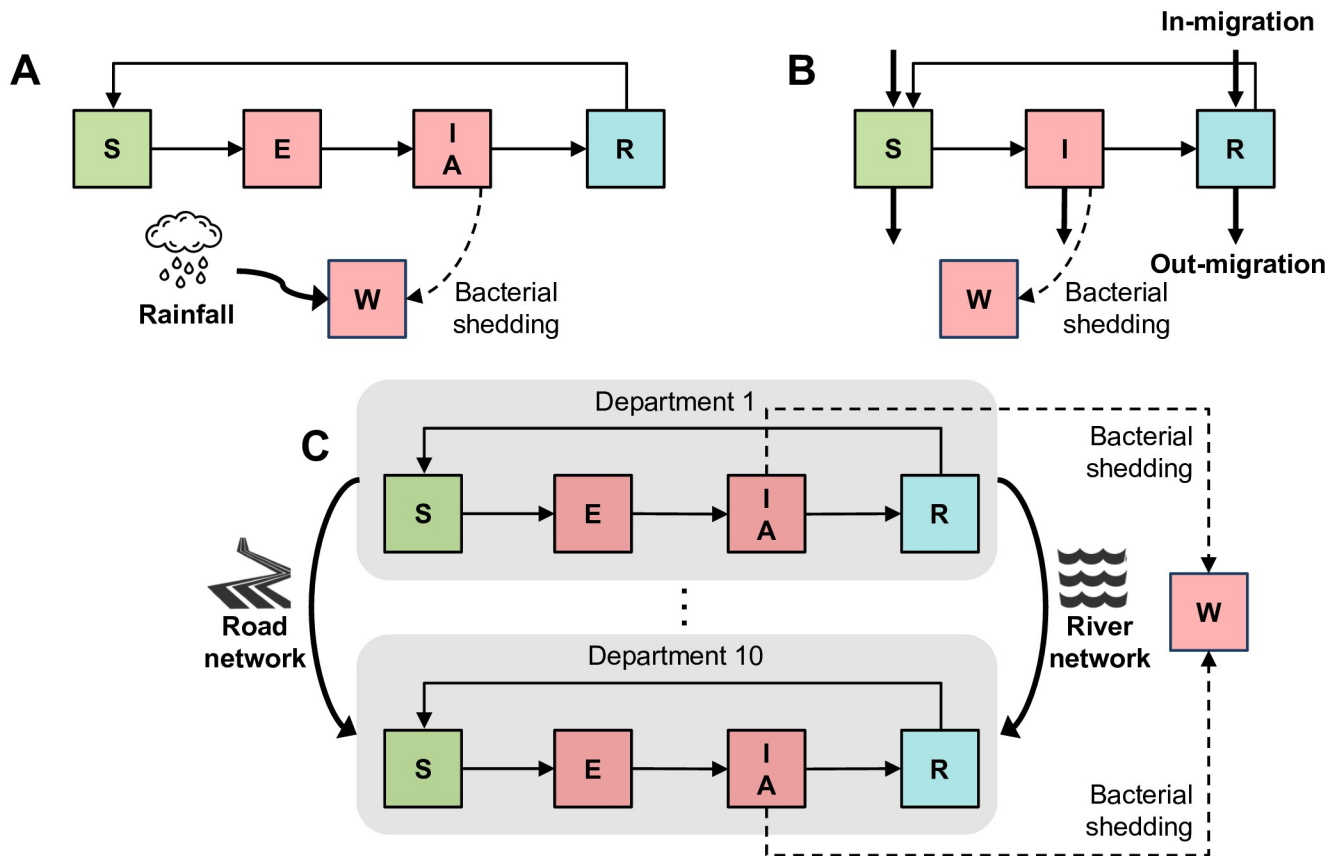 A
S
E
I
A
R
Rainfall
W
Bacterial
shedding
B
In-migration
S
I
R
Out-migration
W
Bacterial
shedding
C
Department 1
S
E
I
A
R
Bacterial
shedding
Road
network
River
network
W
Department 10
S
E
I
A
R
Bacterial
shedding